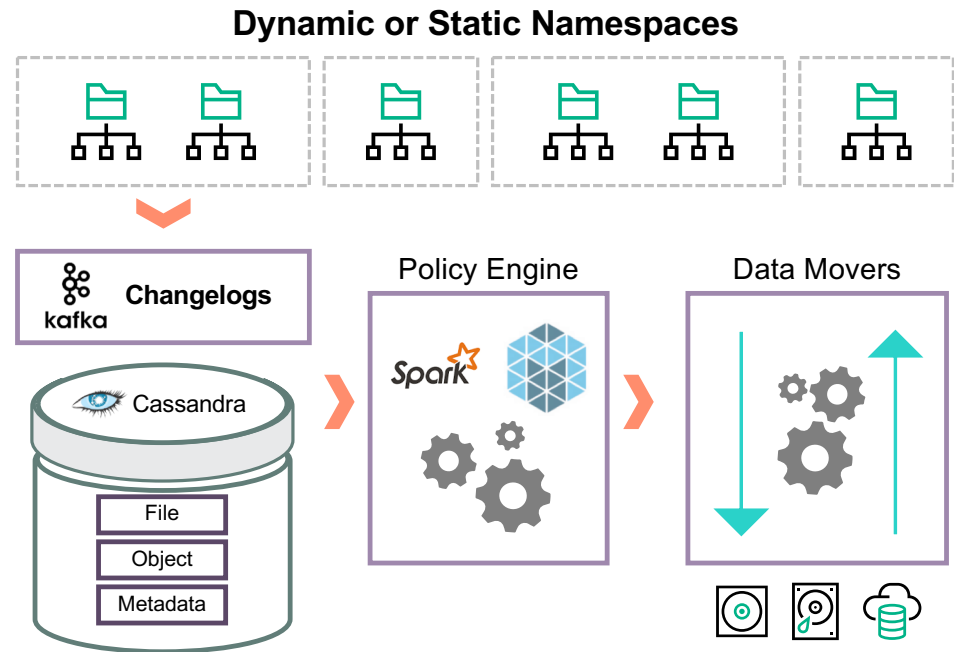 Dynamic or Static Namespaces
kafka
Changelogs
Policy Engine
Data Movers
Spark
Cassandra
File
Object
Metadata